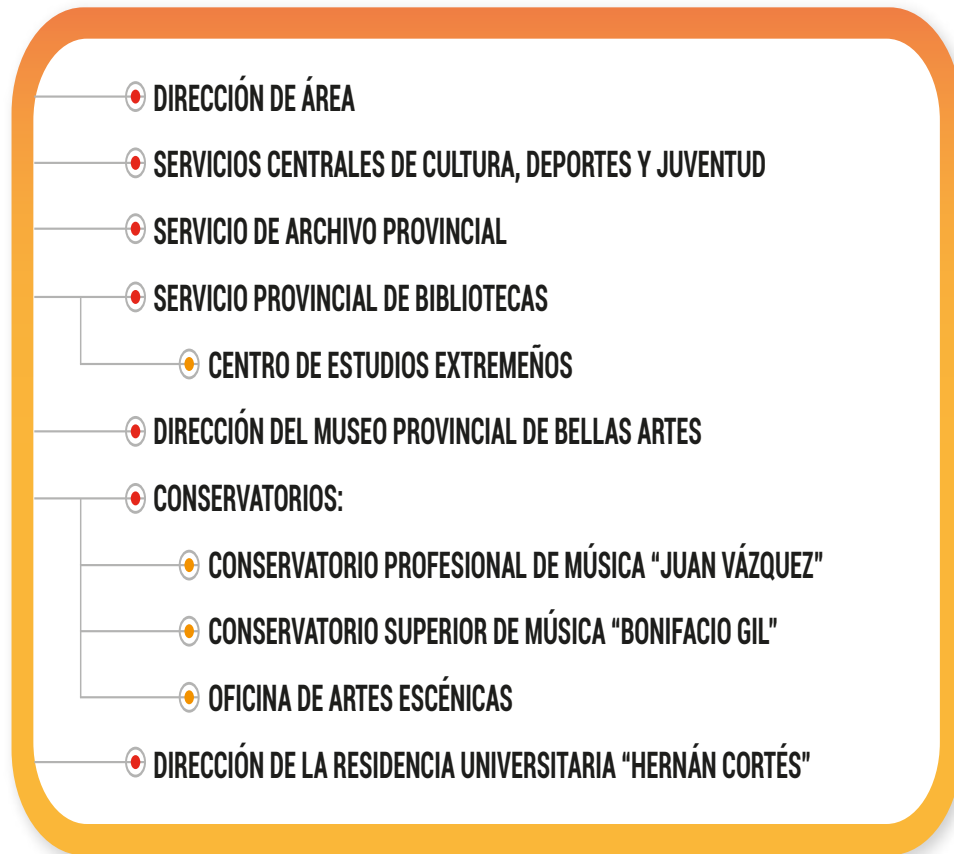 DIRECCIÓN DE ÁREA
SERVICIOS CENTRALES DE CULTURA, DEPORTES Y JUVENTUD
SERVICIO DE ARCHIVO PROVINCIAL
SERVICIO PROVINCIAL DE BIBLIOTECAS
CENTRO DE ESTUDIOS EXTREMEÑOS
DIRECCIÓN DEL MUSEO PROVINCIAL DE BELLAS ARTES
CONSERVATORIOS:
CONSERVATORIO PROFESIONAL DE MÚSICA “JUAN VÁZQUEZ”
CONSERVATORIO SUPERIOR DE MÚSICA “BONIFACIO GIL”
OFICINA DE ARTES ESCÉNICAS
DIRECCIÓN DE LA RESIDENCIA UNIVERSITARIA “HERNÁN CORTÉS”